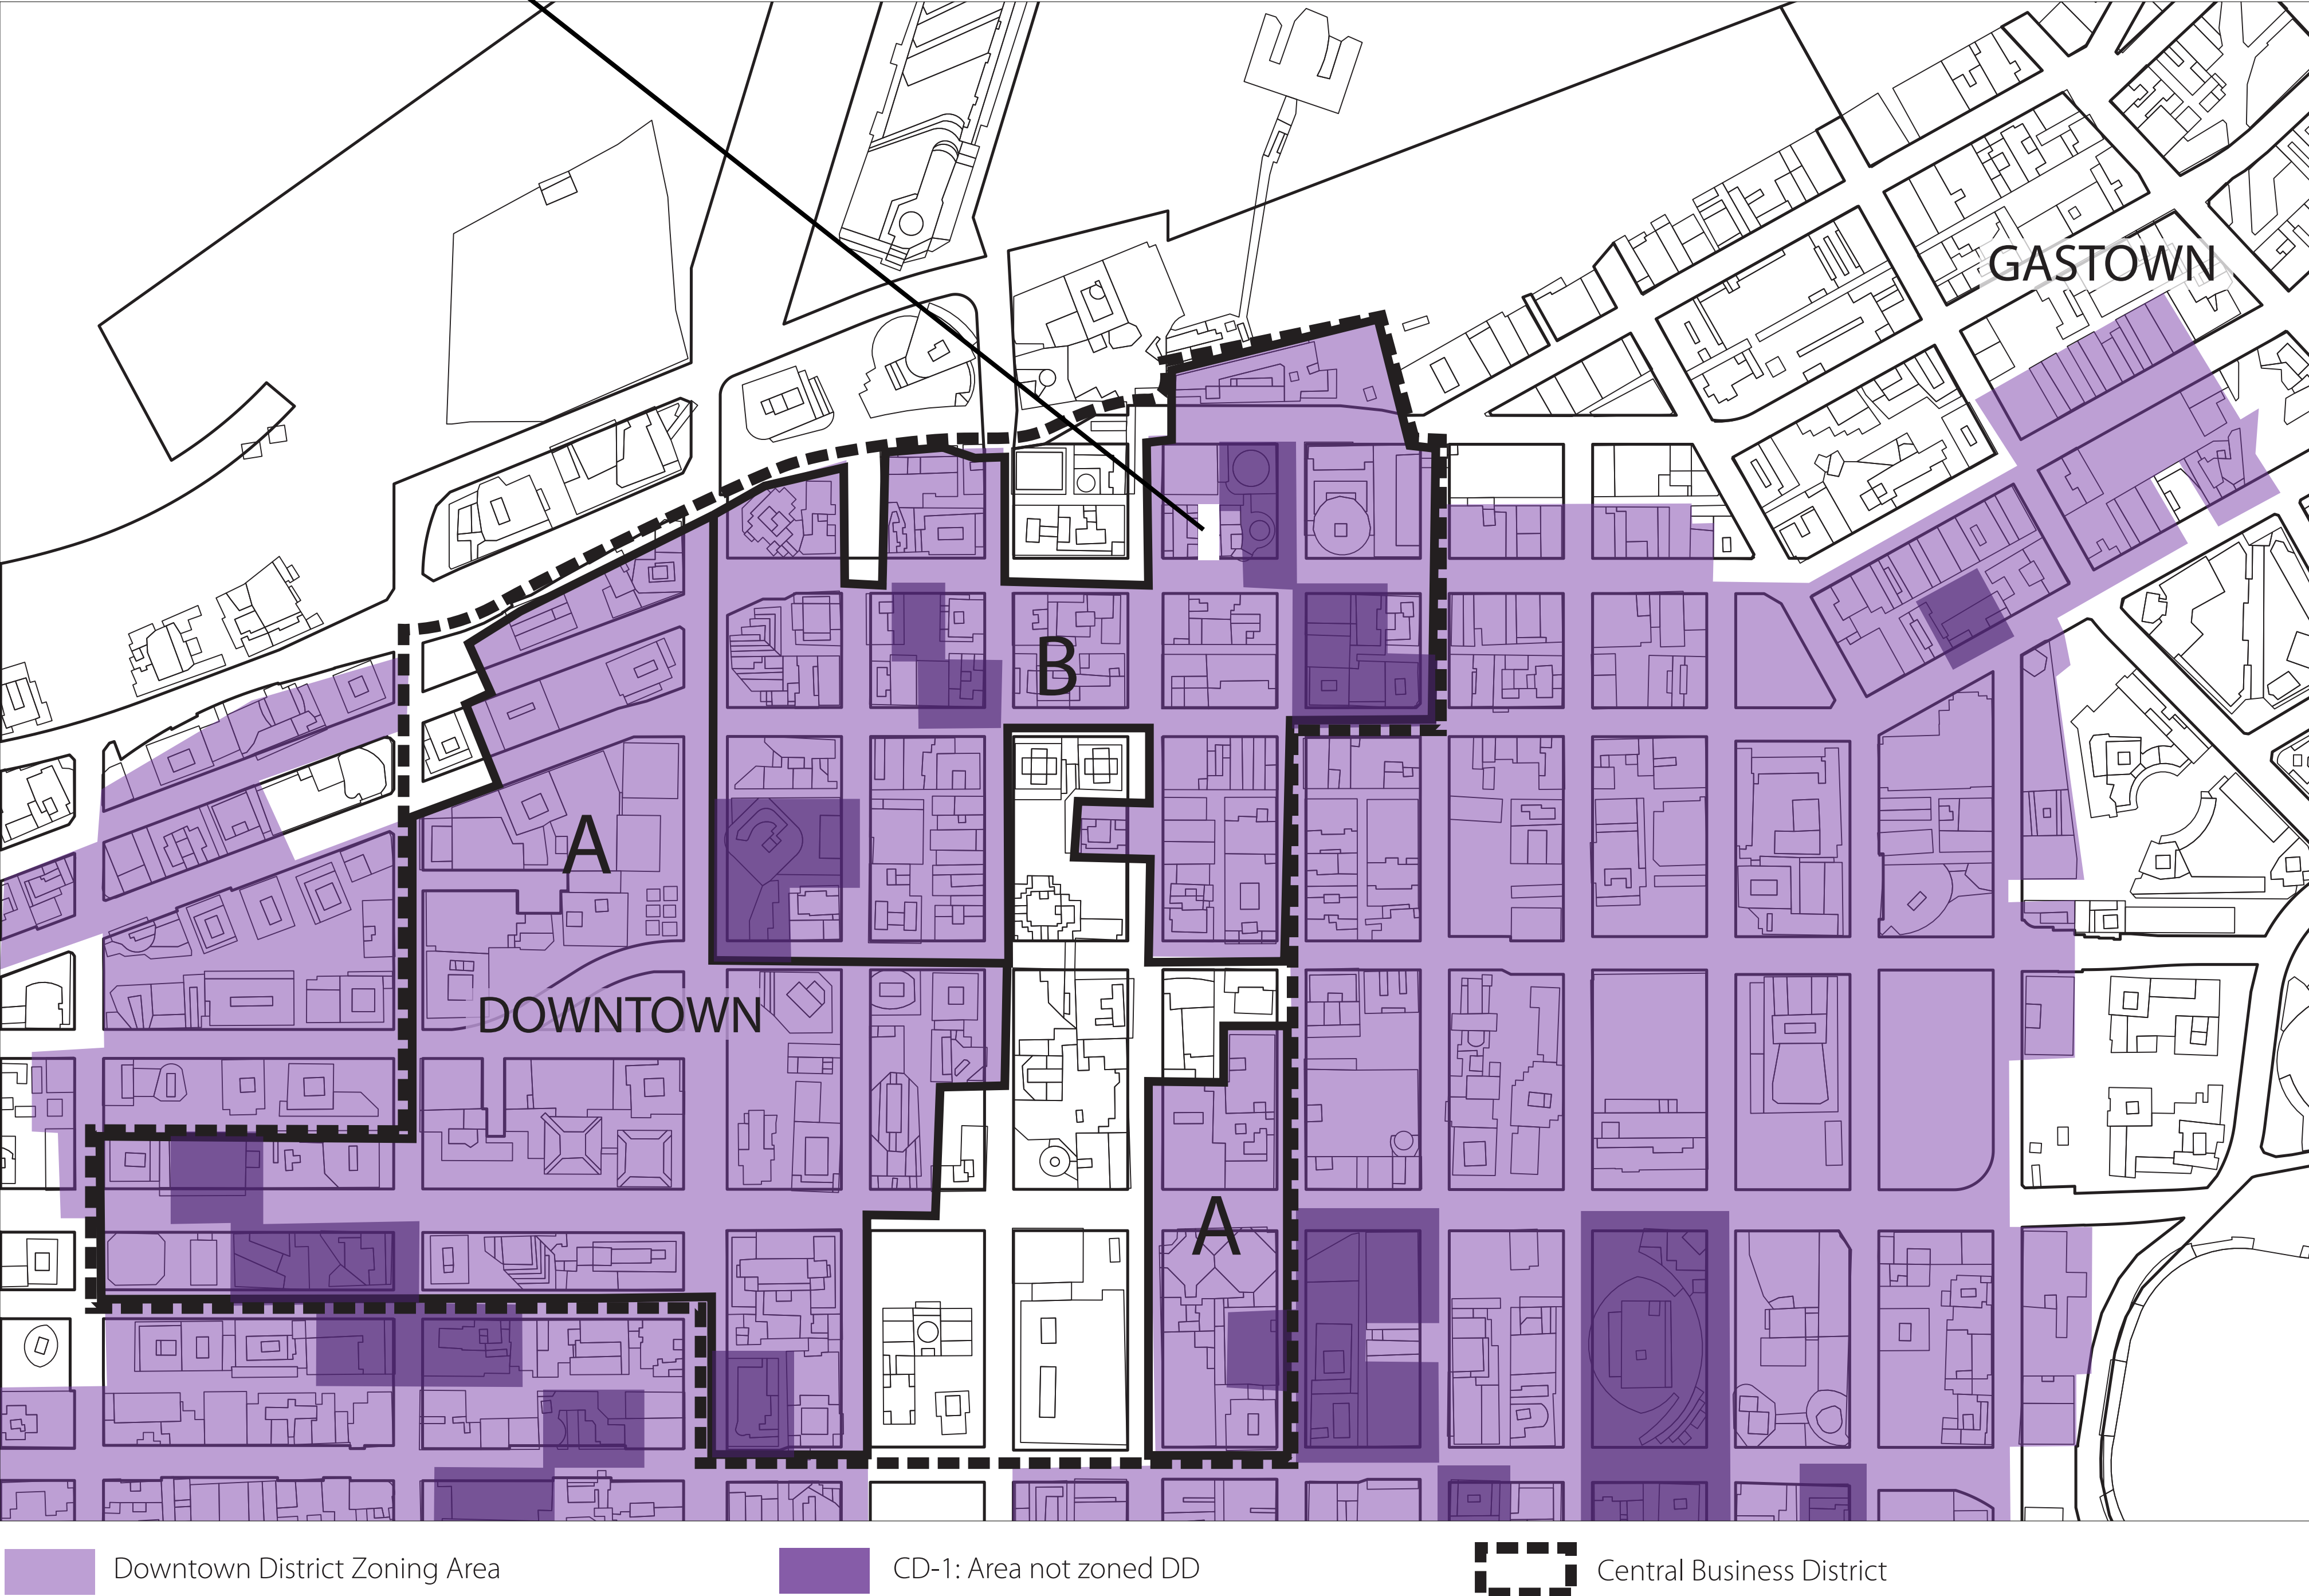 GASTOWN
B
A
DOWNTOWN
A
Downtown District Zoning Area
CD-1: Area not zoned DD
Central Business District